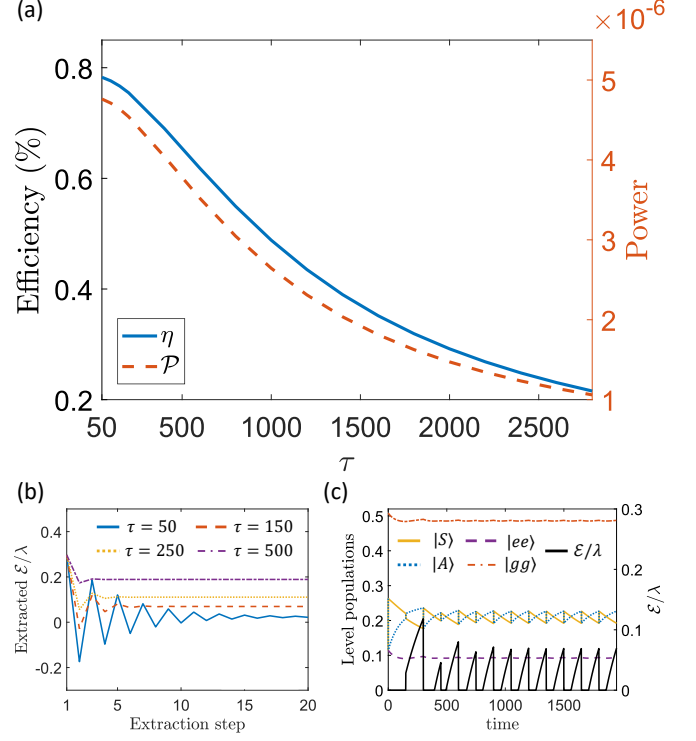 (a)
×10⁻⁶
0.8
0.6
0.4
0.2
Efficiency (%)
5
4
3
2
1
Power
η
𝒫
50 500 1000 1500 2000 2500
τ
(b)
0.4
0.2
0
-0.2
Extracted ℰ/λ
τ = 50 τ = 150
τ = 250 τ = 500
1 5 10 15 20
Extraction step
(c)
0.5
0.4
0.3
0.2
0.1
0
Level populations
|S⟩ |ee⟩ ℰ/λ
|A⟩ |gg⟩
0.3
0.2
0.1
0
ℰ/λ
0 500 1000 1500
time